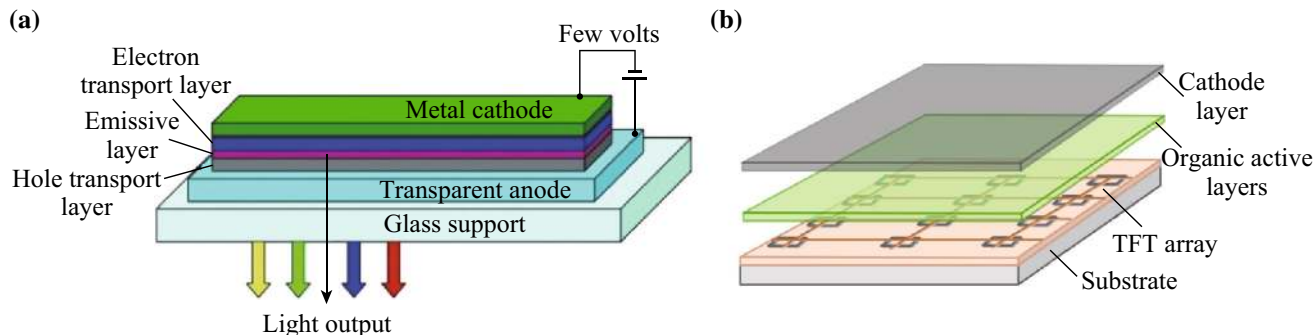 (a)
Few volts
Electron
transport layer
Metal cathode
Emissive
layer
Hole transport
layer
Transparent anode
Glass support
Light output
(b)
Cathode
layer
Organic active
layers
TFT array
Substrate